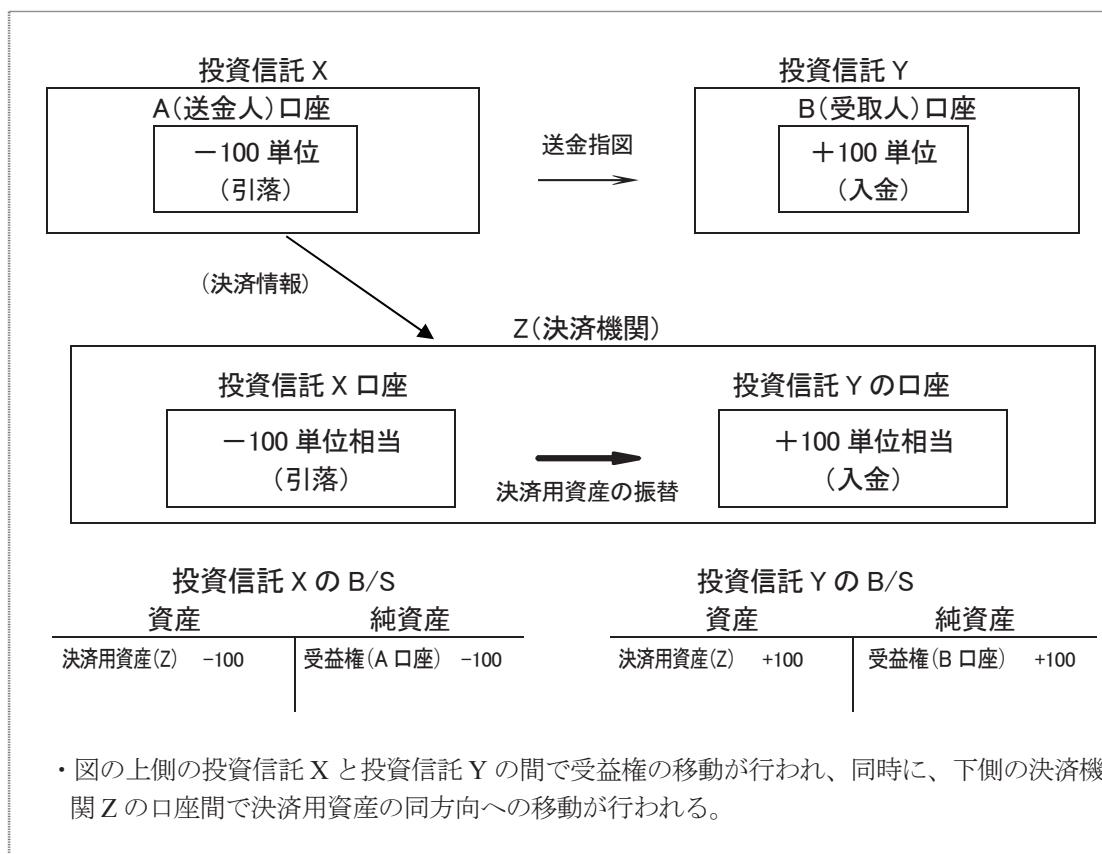 投資信託 X
投資信託 Y
A(送金人)口座
B(受取人)口座
－100 単位
(引落)
送金指図
＋100 単位
(入金)
(決済情報)
Z(決済機関)
投資信託 X 口座
投資信託 Y の口座
－100 単位相当
(引落)
決済用資産の振替
＋100 単位相当
(入金)
投資信託 X の B/S
投資信託 Y の B/S
資産 純資産
資産 純資産
決済用資産(Z) -100 受益権(A 口座) -100
決済用資産(Z) +100 受益権(B 口座) +100
・図の上側の投資信託 X と投資信託 Y の間で受益権の移動が行われ、同時に、下側の決済機
関 Z の口座間で決済用資産の同方向への移動が行われる。